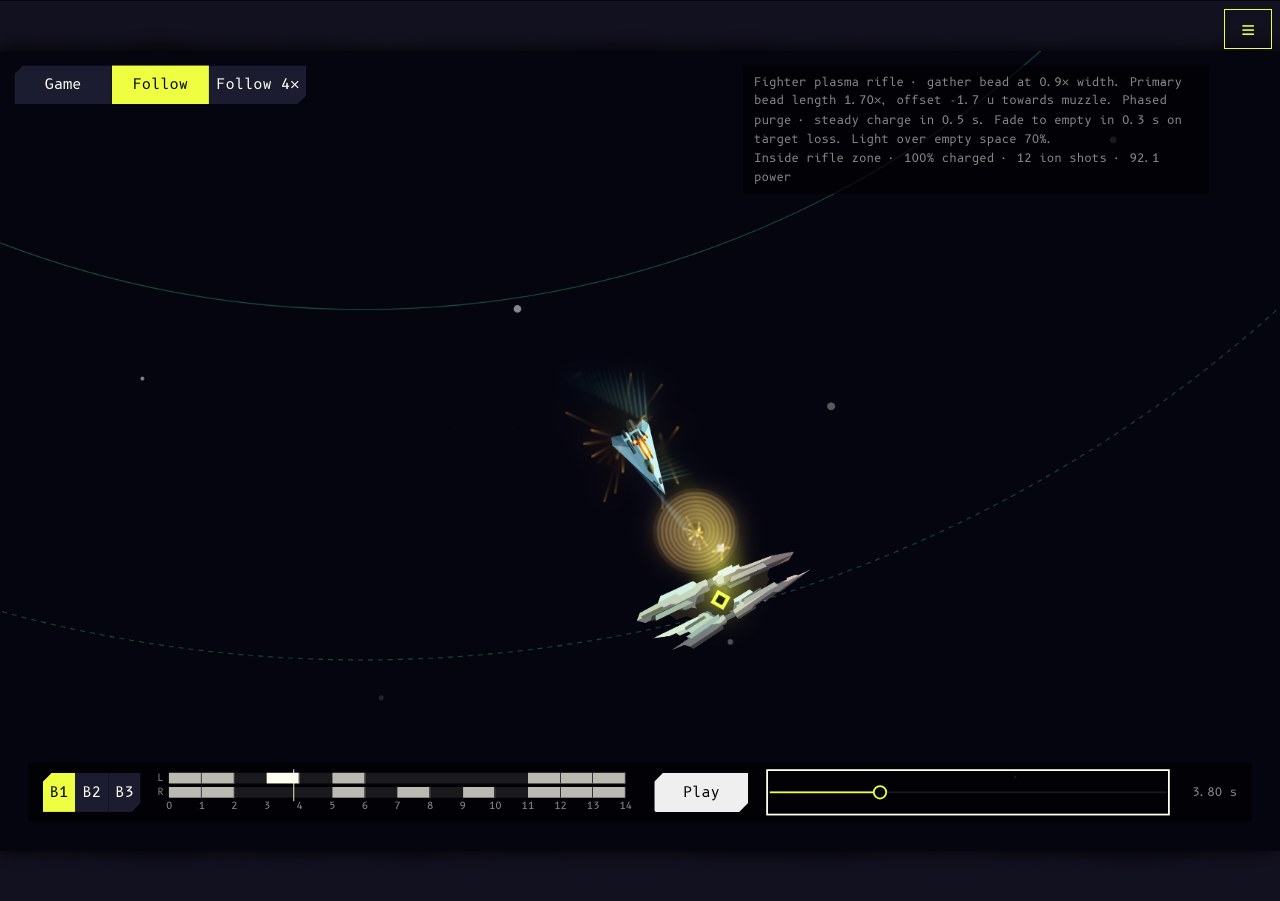 ≡
Game Follow Follow 4×
Fighter plasma rifle · gather bead at 0.9× width. Primary
bead length 1.70×, offset -1.7 u towards muzzle. Phased
purge · steady charge in 0.5 s. Fade to empty in 0.3 s on
target loss. Light over empty space 70%.
Inside rifle zone · 100% charged · 12 ion shots · 92.1
power
B1 B2 B3
L
R
0 1 2 3 4 5 6 7 8 9 10 11 12 13 14
Play
3.80 s